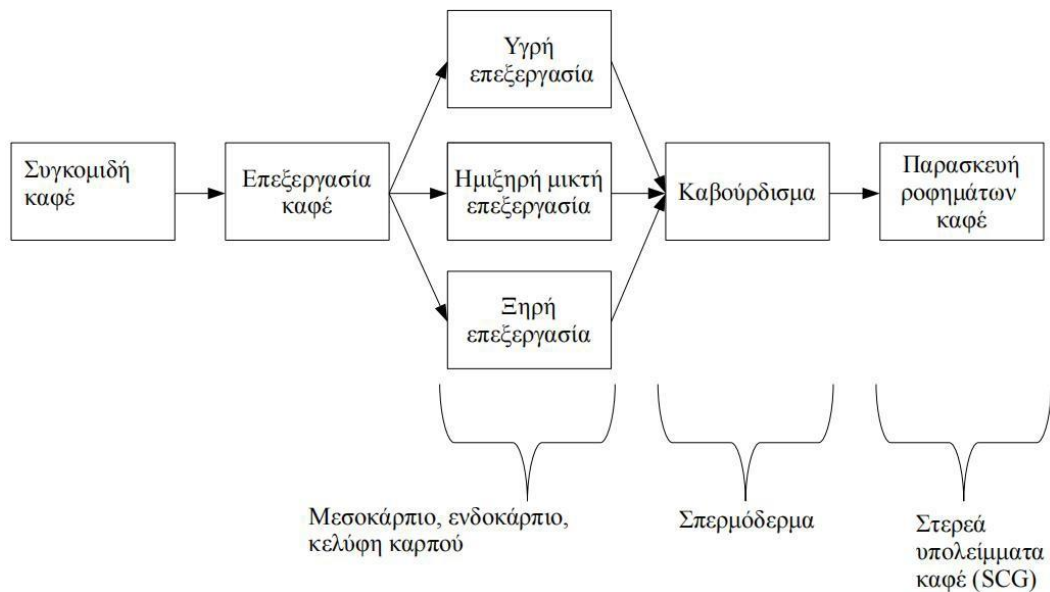 Συγκομιδή
καφέ
Επεξεργασία
καφέ
Υγρή
επεξεργασία
Ημιξηρή μικτή
επεξεργασία
Ξηρή
επεξεργασία
Καβούρδισμα
Παρασκευή
ροφημάτων
καφέ
Μεσοκάρπιο, ενδοκάρπιο,
κελύφη καρπού
Σπερμόδερμα
Στερεά
υπολείμματα
καφέ (SCG)